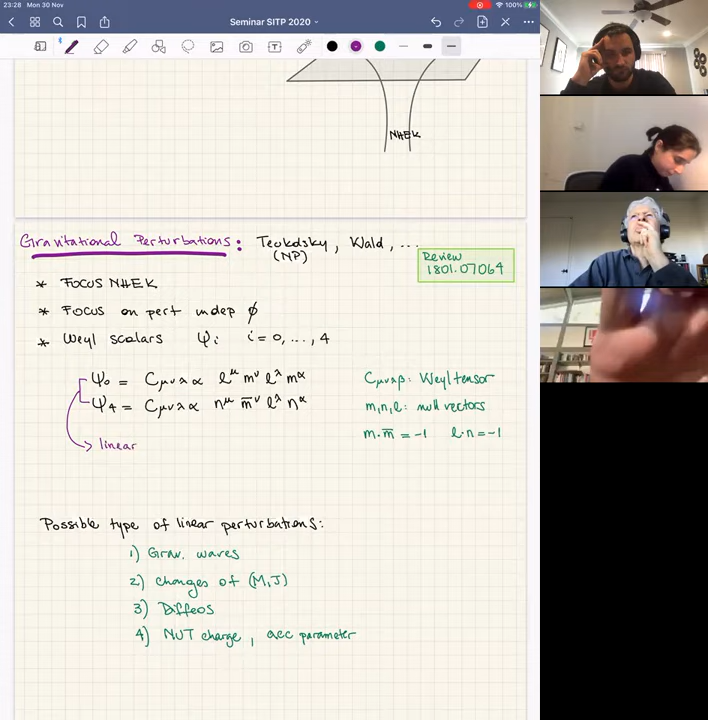 23:28 Mon 30 Nov
100%
Seminar SITP 2020
NHEK
Gravitational Perturbations: Teukolsky, Wald, ...
(NP)
Review
1801.07064
* FOCUS NHEK
* FOCUS on pert indep ϕ
* Weyl scalars Ψi i=0, ..., 4
Ψ0 = Cμνλα l^μ m^ν l^λ m^α
Ψ4 = Cμνλα n^μ m̅^ν l^λ n^α
→ linear
Cμνλβ: Weyl tensor
m,n,l: null vectors
m·m̅ = -1 l·n = -1
Possible type of linear perturbations:
1) Grav. waves
2) changes of (M,J)
3) Diffeos
4) NUT charge, acc parameter